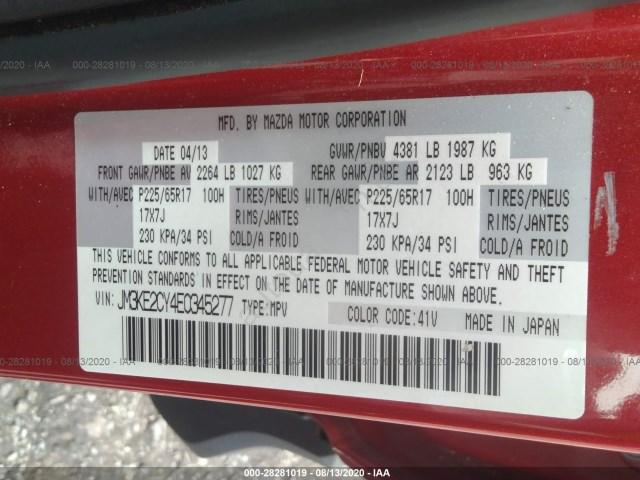 000-28281019 - 08/13/2020 - IAA
MFD. BY MAZDA MOTOR CORPORATION
DATE 04/13 GVWR/PNBV 4381 LB 1987 KG
FRONT GAWR/PNBE AV 2264 LB 1027 KG REAR GAWR/PNBE AR 2123 LB 963 KG
WITH/AVEC P225/65R17 100H TIRES/PNEUS WITH/AVEC P225/65R17 100H TIRES/PNEUS
17X7J RIMS/JANTES 17X7J RIMS/JANTES
230 KPA/34 PSI COLD/A FROID 230 KPA/34 PSI COLD/A FROID
THIS VEHICLE CONFORMS TO ALL APPLICABLE FEDERAL MOTOR VEHICLE SAFETY AND THEFT
PREVENTION STANDARDS IN EFFECT ON THE DATE OF MANUFACTURE SHOWN ABOVE.
VIN: JM3KE2CY4E0345277 TYPE:MPV
COLOR CODE:41V MADE IN JAPAN
000-28281019 - 08/13/2020 - IAA